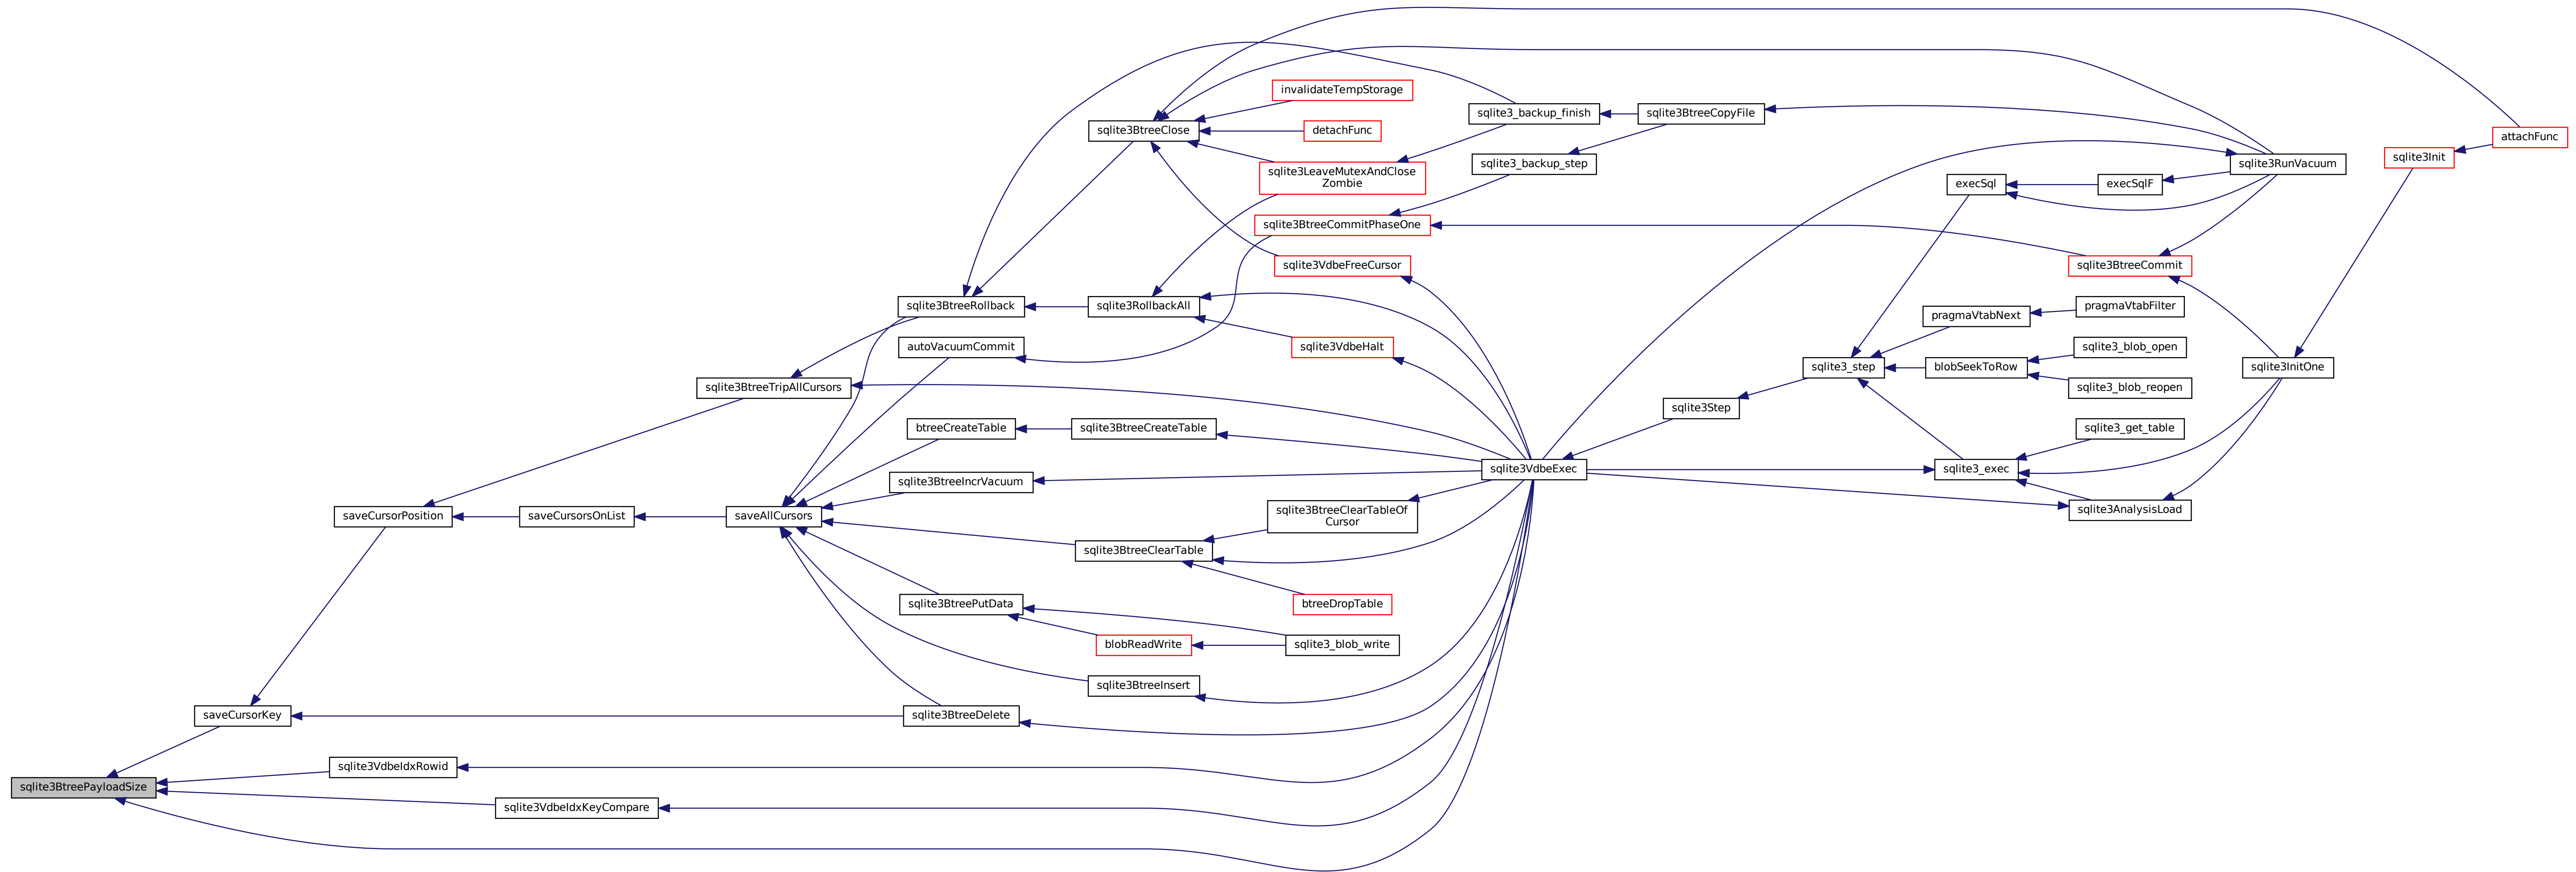 sqlite3BtreePayloadSize
saveCursorKey
sqlite3VdbeIdxRowid
sqlite3VdbeIdxKeyCompare
saveCursorPosition
saveCursorsOnList
sqlite3BtreeTripAllCursors
saveAllCursors
sqlite3BtreeRollback
autoVacuumCommit
btreeCreateTable
sqlite3BtreeIncrVacuum
sqlite3BtreePutData
sqlite3BtreeDelete
sqlite3BtreeClose
sqlite3RollbackAll
sqlite3BtreeCreateTable
sqlite3BtreeClearTable
blobReadWrite
sqlite3BtreeInsert
invalidateTempStorage
detachFunc
sqlite3LeaveMutexAndClose
Zombie
sqlite3BtreeCommitPhaseOne
sqlite3VdbeFreeCursor
sqlite3VdbeHalt
sqlite3BtreeClearTableOf
Cursor
btreeDropTable
sqlite3_blob_write
sqlite3_backup_finish
sqlite3_backup_step
sqlite3VdbeExec
sqlite3BtreeCopyFile
sqlite3Step
sqlite3_step
execSql
pragmaVtabNext
blobSeekToRow
sqlite3_exec
execSqlF
sqlite3BtreeCommit
pragmaVtabFilter
sqlite3_blob_open
sqlite3_blob_reopen
sqlite3_get_table
sqlite3AnalysisLoad
sqlite3RunVacuum
sqlite3InitOne
sqlite3Init
attachFunc